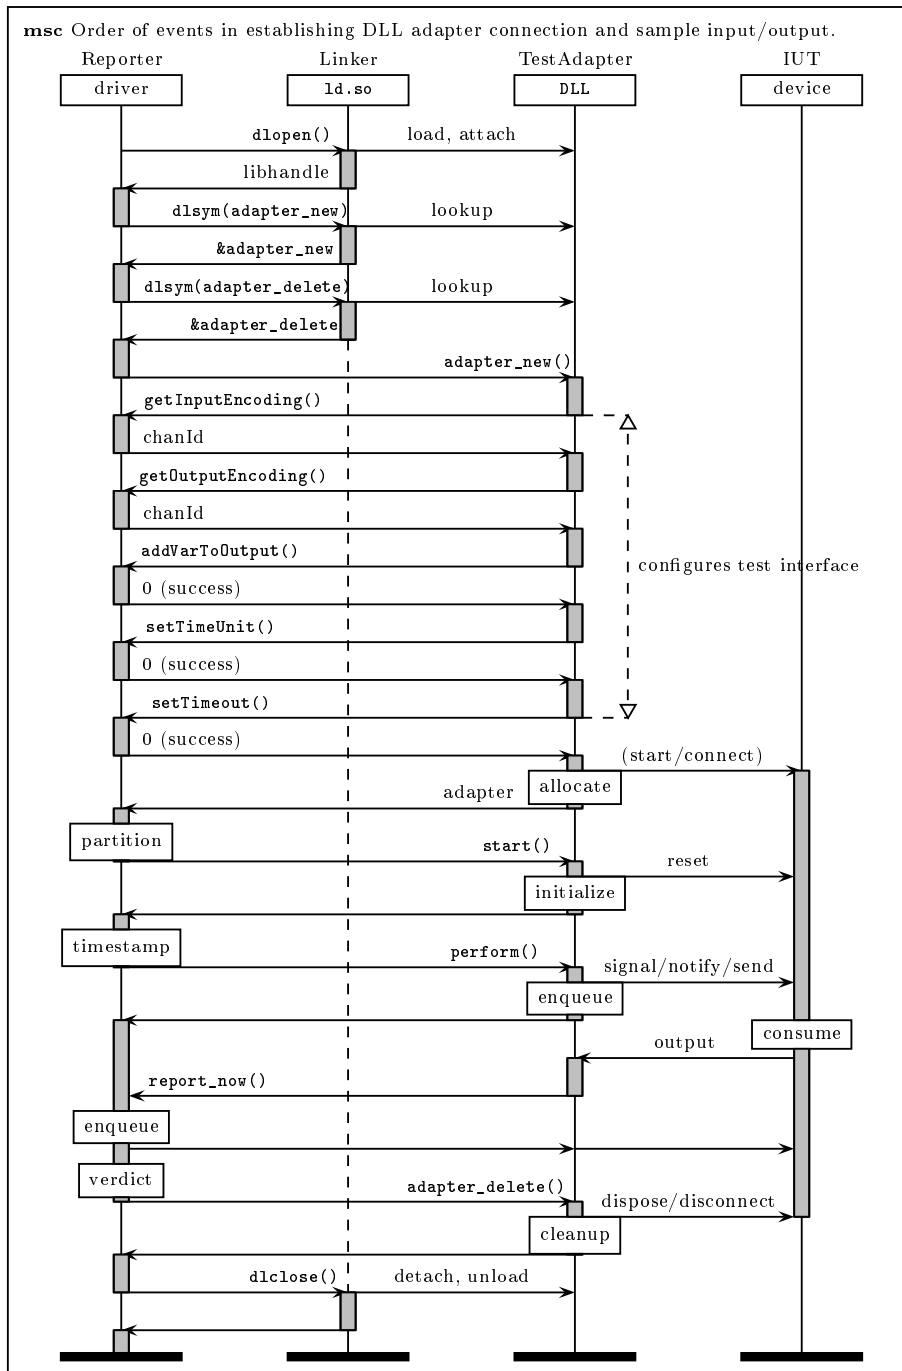 msc Order of events in establishing DLL adapter connection and sample input/output.
Reporter Linker TestAdapter IUT
driver ld.so DLL device
dlopen() load, attach
libhandle
dlsym(adapter_new) lookup
&adapter_new
dlsym(adapter_delete) lookup
&adapter_delete
adapter_new()
getInputEncoding()
chanId
getOutputEncoding()
chanId
addVarToOutput()
configures test interface
0 (success)
setTimeUnit()
0 (success)
setTimeout()
0 (success)
(start/connect)
allocate
adapter
partition
start()
reset
initialize
timestamp
perform()
signal/notify/send
enqueue
consume
output
report_now()
enqueue
verdict
adapter_delete()
dispose/disconnect
cleanup
dlclose() detach, unload